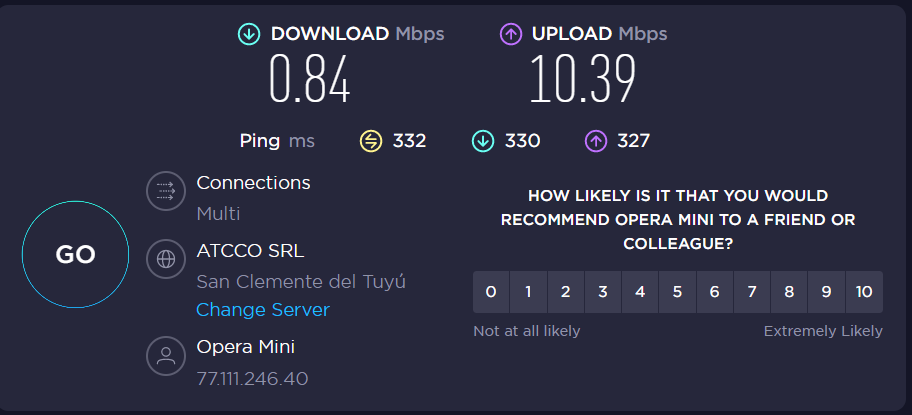 DOWNLOAD Mbps
0.84
UPLOAD Mbps
10.39
Ping ms 332 330 327
GO
Connections
Multi
ATCCO SRL
San Clemente del Tuyú
Change Server
Opera Mini
77.111.246.40
HOW LIKELY IS IT THAT YOU WOULD
RECOMMEND OPERA MINI TO A FRIEND OR
COLLEAGUE?
0 1 2 3 4 5 6 7 8 9 10
Not at all likely Extremely Likely